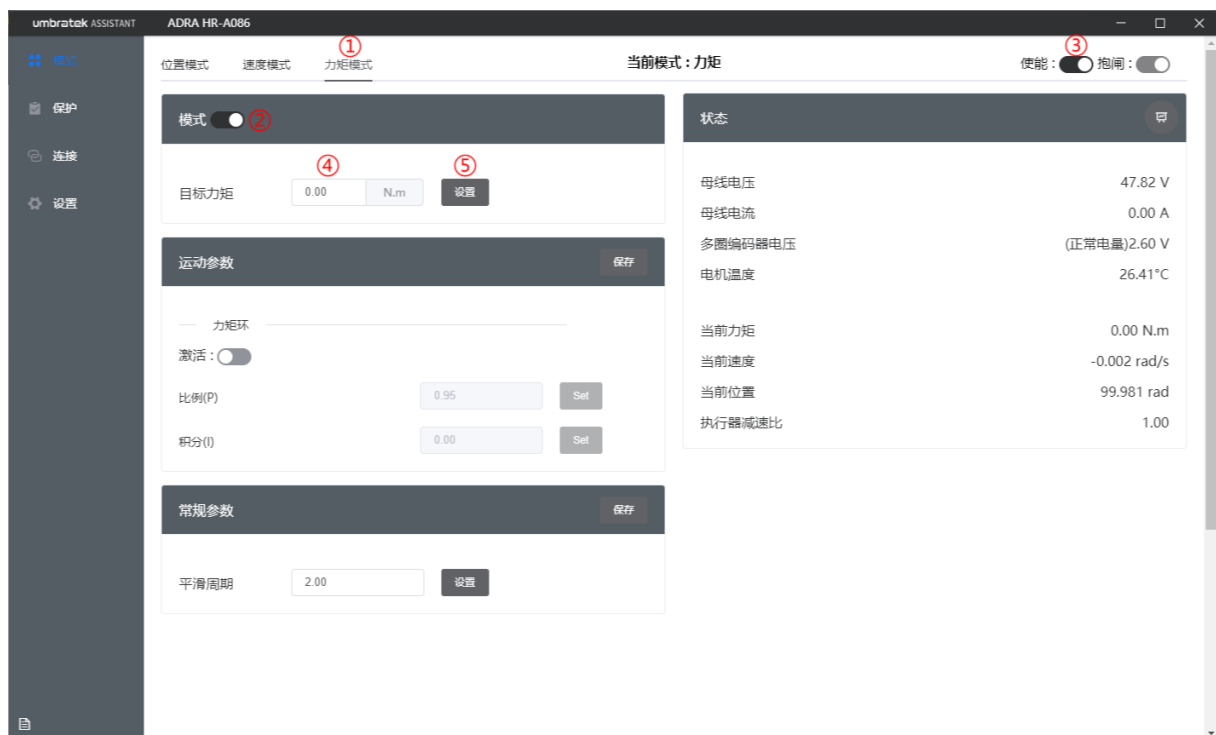 umbratek ASSISTANT
ADRA HR-A086
模式
保护
连接
设置
①
③
位置模式 速度模式 力矩模式
当前模式：力矩
使能： 抱闸：
模式 ②
④ ⑤
目标力矩 0.00 N.m 设置
运动参数 保存
力矩环
激活：
比例(P) 0.95 Set
积分(I) 0.00 Set
常规参数 保存
平滑周期 2.00 设置
状态
母线电压 47.82 V
母线电流 0.00 A
多圈编码器电压 (正常电量)2.60 V
电机温度 26.41°C
当前力矩 0.00 N.m
当前速度 -0.002 rad/s
当前位置 99.981 rad
执行器减速比 1.00